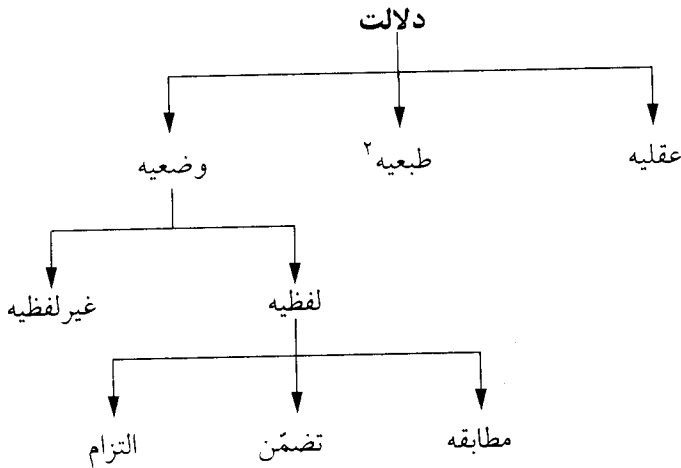 دلالت
عقلیه طبعیه۲ وضعیه
لفظیه غیرلفظیه
مطابقه تضمّن التزام